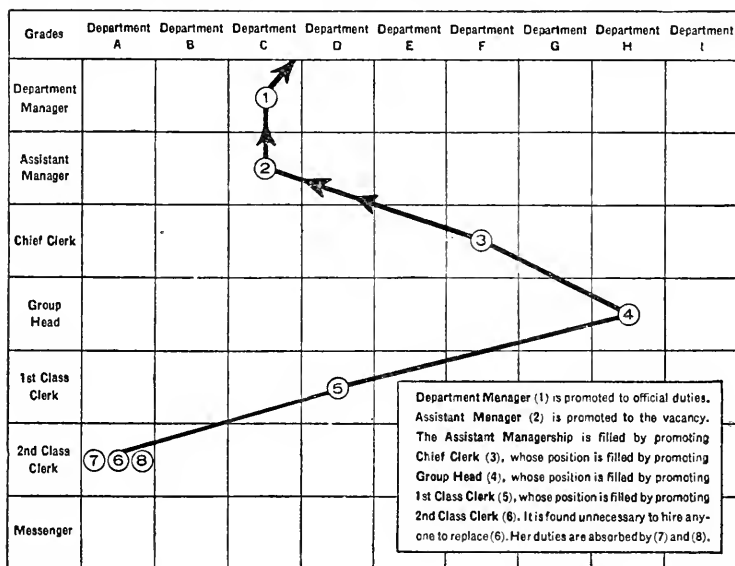 Grades Department A Department B Department C Department D Department E Department F Department G Department H Department I
Department Manager
1
Assistant Manager
2
Chief Clerk
3
Group Head
4
1st Class Clerk
5
2nd Class Clerk
7 6 8
Messenger
Department Manager (1) is promoted to official duties.
Assistant Manager (2) is promoted to the vacancy.
The Assistant Managership is filled by promoting
Chief Clerk (3), whose position is filled by promoting
Group Head (4), whose position is filled by promoting
1st Class Clerk (5), whose position is filled by promoting
2nd Class Clerk (6). It is found unnecessary to hire any-
one to replace (6). Her duties are absorbed by (7) and (8).